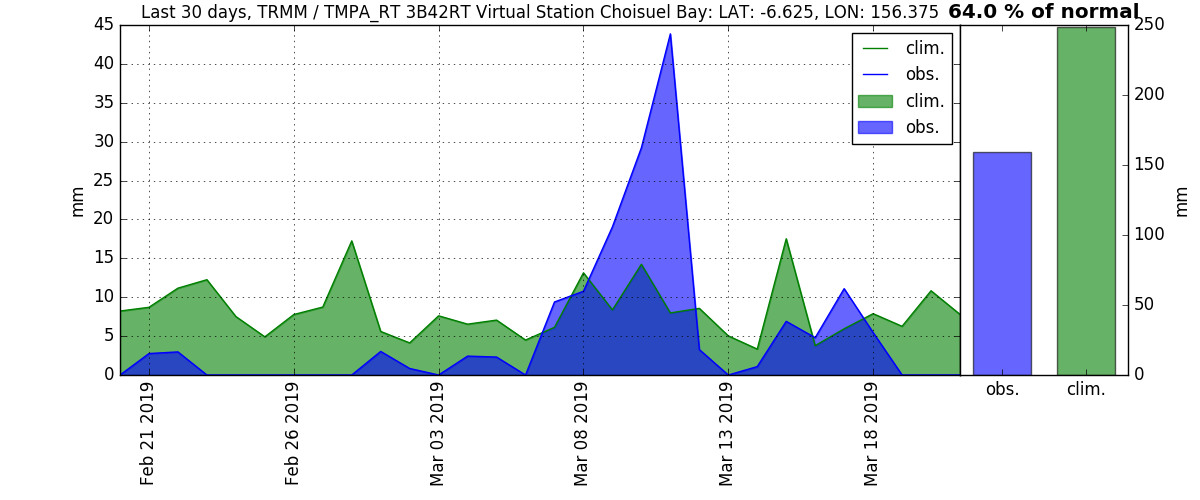 Last 30 days, TRMM / TMPA_RT 3B42RT Virtual Station Choisuel Bay: LAT: -6.625, LON: 156.375 64.0 % of normal
45
40
35
30
25
20
15
10
5
0
mm
clim.
obs.
clim.
obs.
250
200
150
100
50
0
mm
Feb 21 2019
Feb 26 2019
Mar 03 2019
Mar 08 2019
Mar 13 2019
Mar 18 2019
obs.
clim.